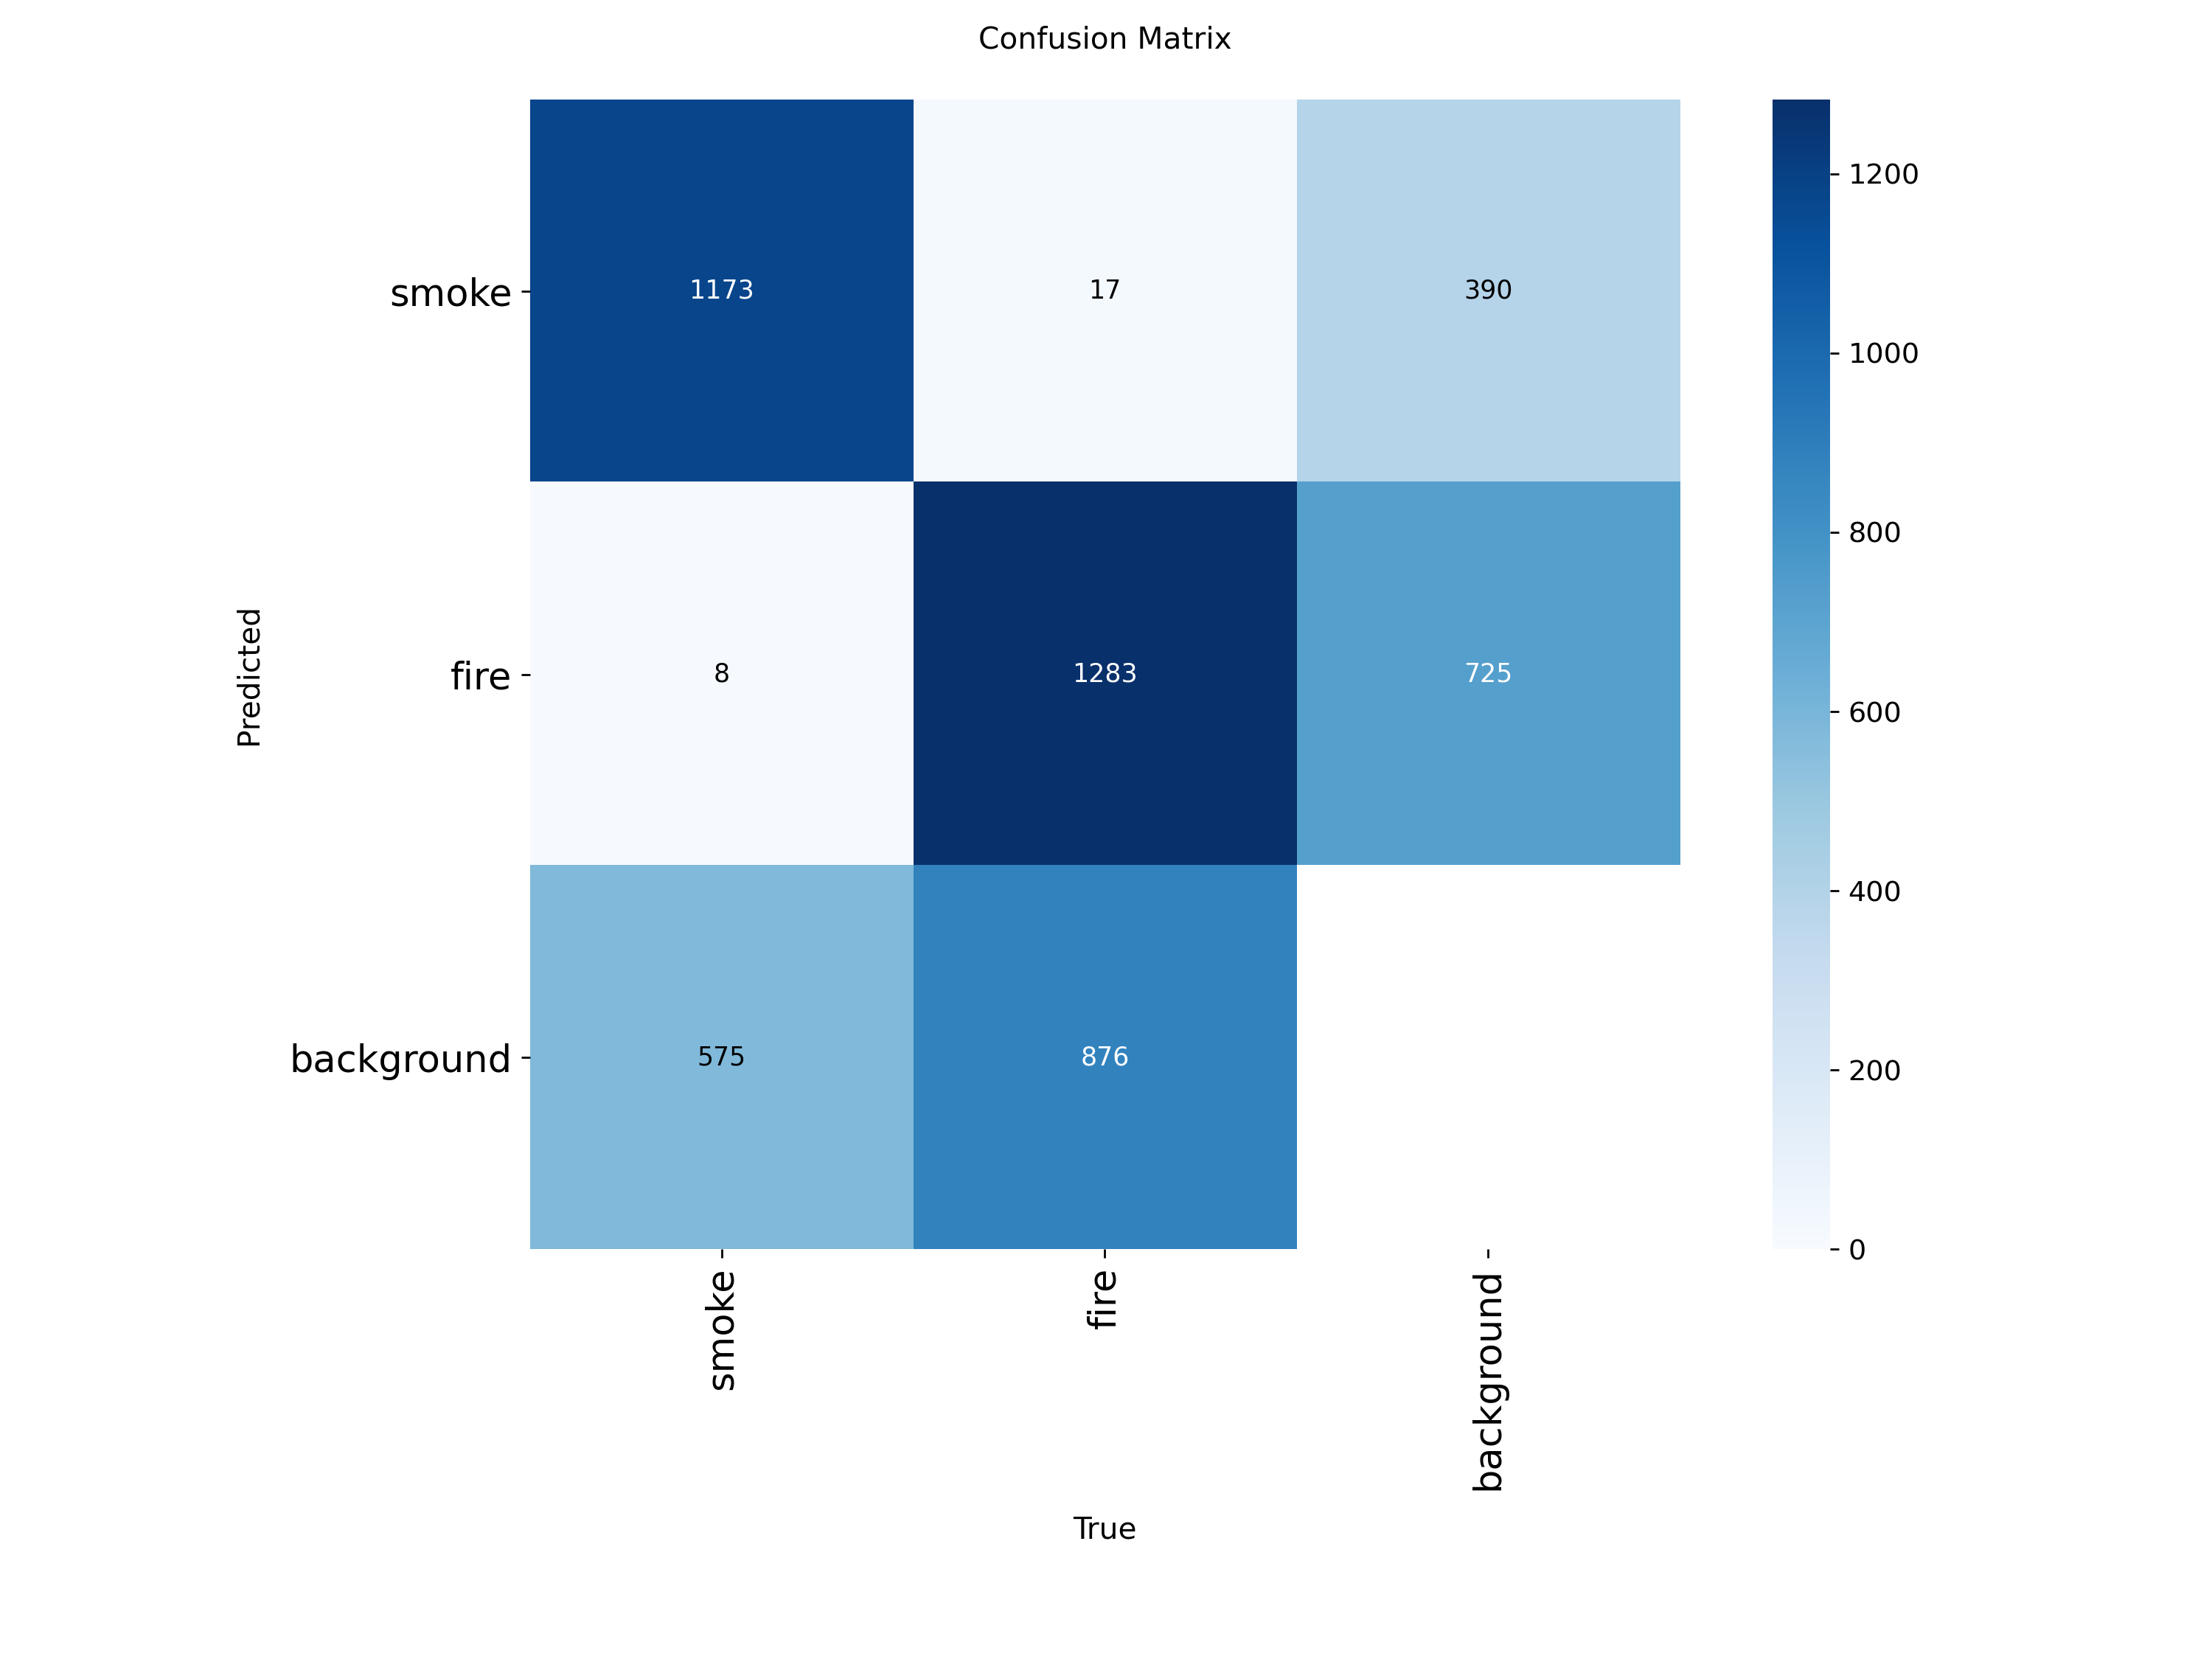 Confusion Matrix
smoke
1173
17
390
fire
8
1283
725
background
575
876
Predicted
smoke
fire
background
True
1200
1000
800
600
400
200
0